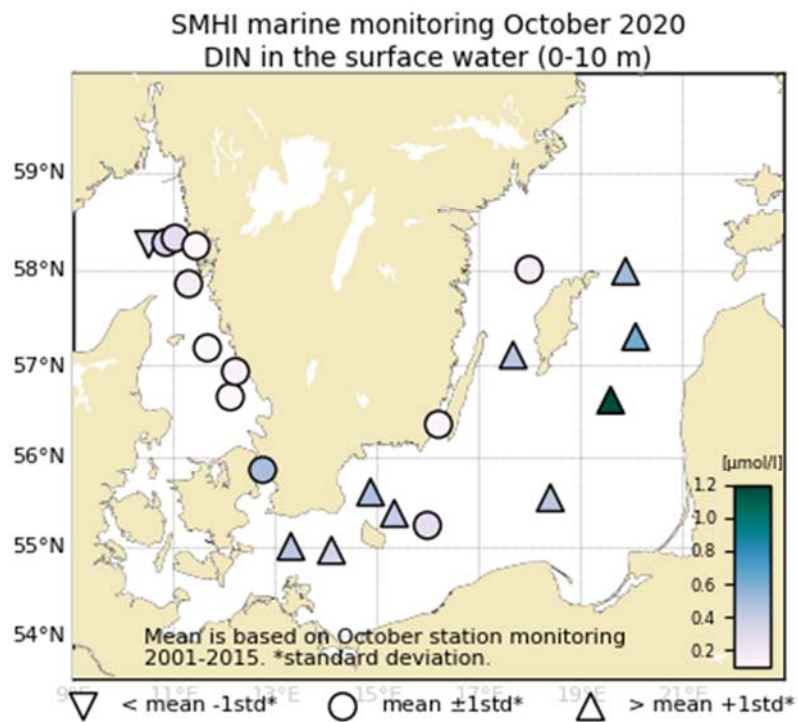 SMHI marine monitoring October 2020
DIN in the surface water (0-10 m)
59°N
58°N
57°N
56°N
55°N
54°N
[µmol/l]
1.2
1.0
0.8
0.6
0.4
0.2
Mean is based on October station monitoring
2001-2015. *standard deviation.
9°E 11°E 13°E 15°E 17°E 19°E 21°E
< mean -1std* mean ±1std* > mean +1std*